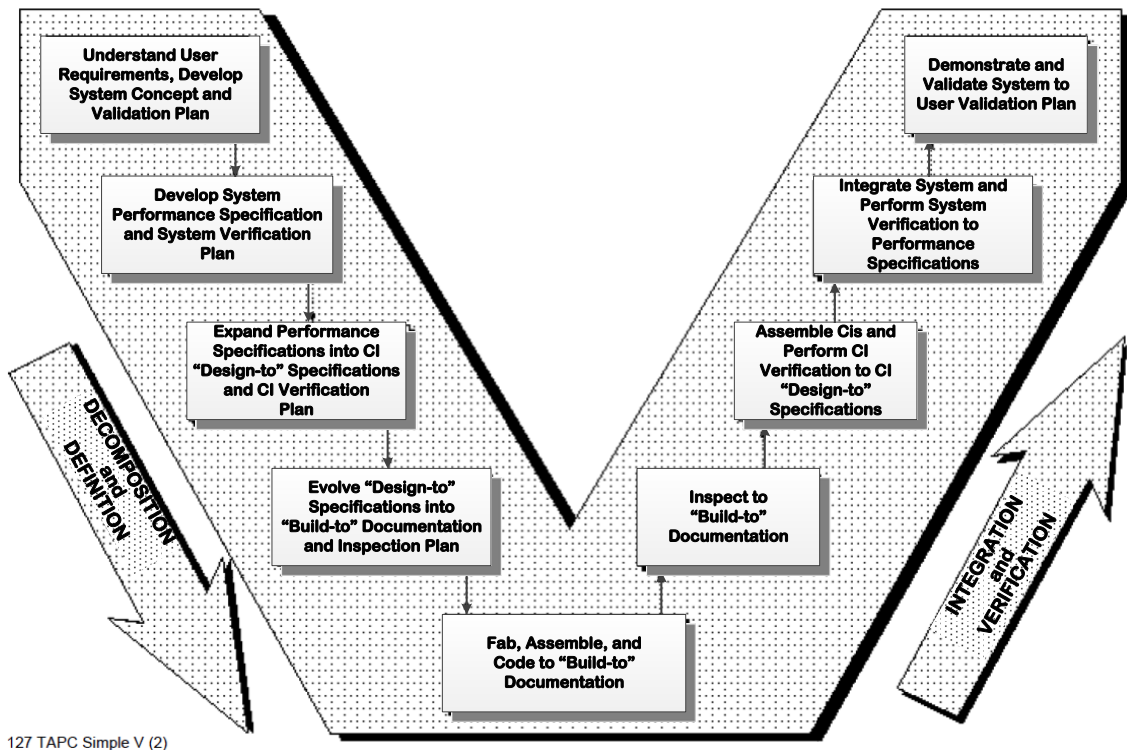 Understand User
Requirements, Develop
System Concept and
Validation Plan
Develop System
Performance Specification
and System Verification
Plan
Expand Performance
Specifications into CI
“Design-to” Specifications
and CI Verification
Plan
Evolve “Design-to”
Specifications into
“Build-to” Documentation
and Inspection Plan
Fab, Assemble, and
Code to “Build-to”
Documentation
Inspect to
“Build-to”
Documentation
Assemble Cis and
Perform CI
Verification to CI
“Design-to”
Specifications
Integrate System and
Perform System
Verification to
Performance
Specifications
Demonstrate and
Validate System to
User Validation Plan
DECOMPOSITION
and
DEFINITION
INTEGRATION
and
VERIFICATION
127 TAPC Simple V (2)